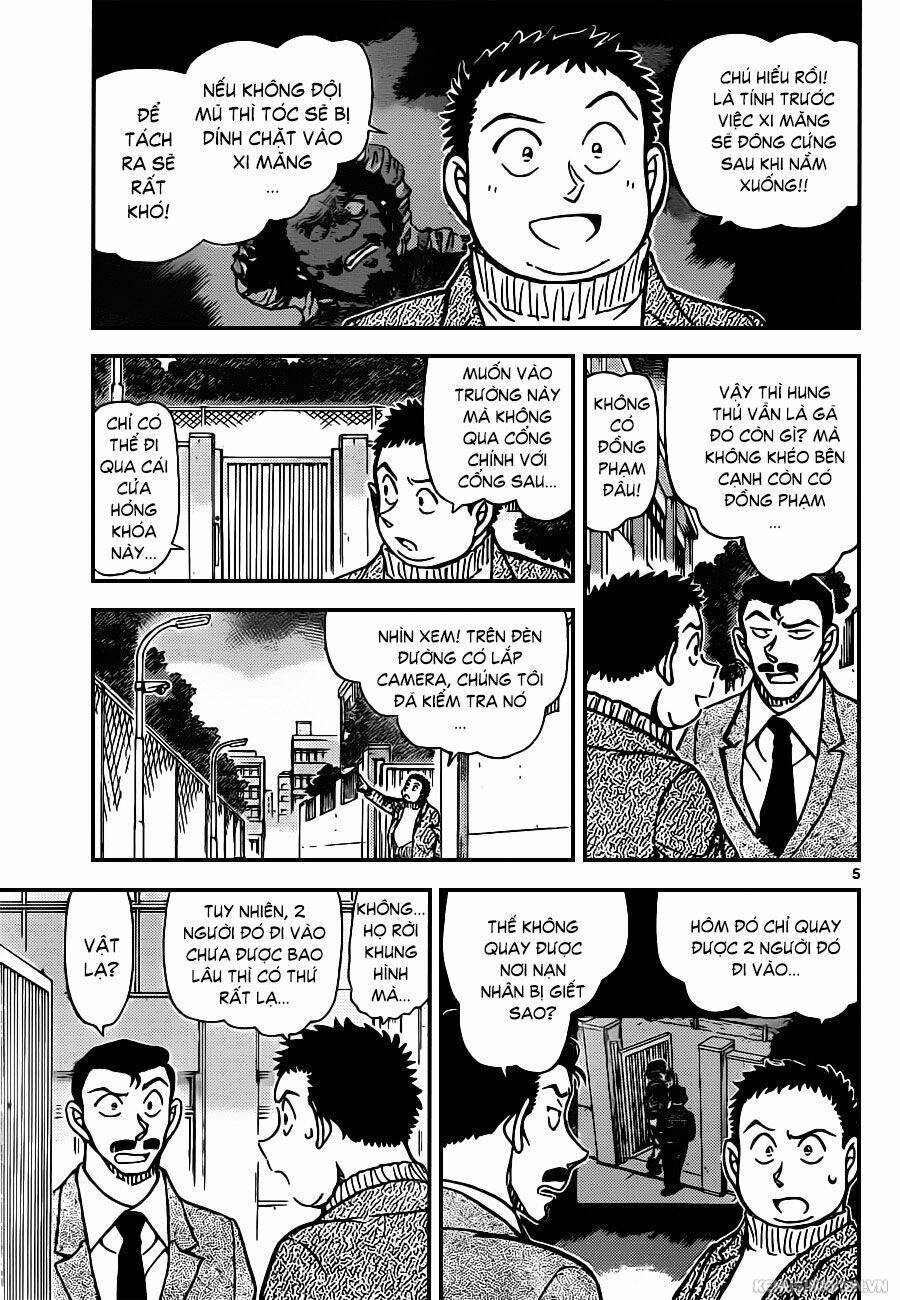 CHÚ HIỂU RỒI!
LÀ TÍNH TRƯỚC
VIỆC XI MĂNG
SẼ ĐÔNG CỨNG
SAU KHI NẰM
XUỐNG!!
NẾU KHÔNG ĐỘI
MŨ THÌ TÓC SẼ BỊ
DÍNH CHẶT VÀO
XI MĂNG
...
ĐỂ
TÁCH
RA SẼ
RẤT
KHÓ!
VẬY THÌ HUNG
THỦ VẪN LÀ GÃ
ĐÓ CÒN GÌ? MÀ
KHÔNG KHÉO BÊN
CẠNH CÒN CÓ
ĐỒNG PHẠM
...
KHÔNG
CÓ
ĐỒNG
PHẠM
ĐÂU!
MUỐN VÀO
TRƯỜNG NÀY
MÀ KHÔNG
QUA CỔNG
CHÍNH VỚI
CỔNG SAU...
CHỈ CÓ
THỂ ĐI
QUA CÁI
CỬA
HỎNG
KHÓA
NÀY...
NHÌN XEM! TRÊN ĐÈN
ĐƯỜNG CÓ LẮP
CAMERA, CHÚNG TÔI
ĐÃ KIỂM TRA NÓ
...
5
HÔM ĐÓ CHỈ QUAY
ĐƯỢC 2 NGƯỜI ĐÓ
ĐI VÀO...
THẾ KHÔNG
QUAY ĐƯỢC
NƠI NẠN
NHÂN BỊ GIẾT
SAO?
KHÔNG...
HỌ RỜI
KHUNG
HÌNH
MÀ...
TUY NHIÊN, 2
NGƯỜI ĐÓ ĐI VÀO
CHƯA ĐƯỢC BAO
LÂU THÌ CÓ THỨ
RẤT LẠ...
VẬT
LẠ?